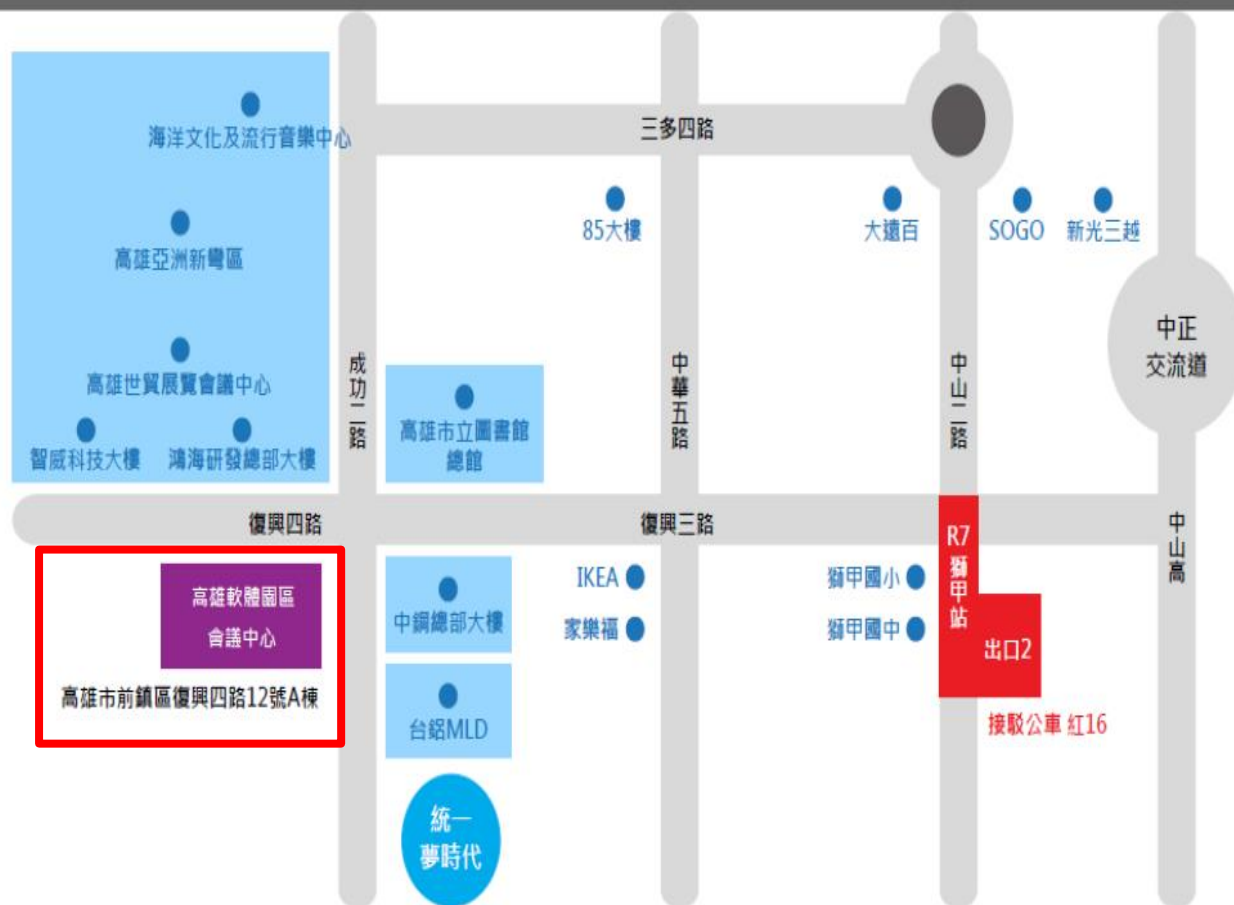 海洋文化及流行音樂中心
三多四路
高雄亞洲新彎區
85大樓
大遠百
SOGO
新光三越
中正
交流道
高雄世貿展覽會議中心
成功二路
中華五路
中山二路
智威科技大樓
鴻海研發總部大樓
高雄市立圖書館
總館
復興四路
復興三路
中山高
R7
獅甲站
高雄軟體園區
會議中心
高雄市前鎮區復興四路12號A棟
中鋼總部大樓
IKEA
家樂福
獅甲國小
獅甲國中
出口2
接駁公車 紅16
台鋁MLD
統一
夢時代